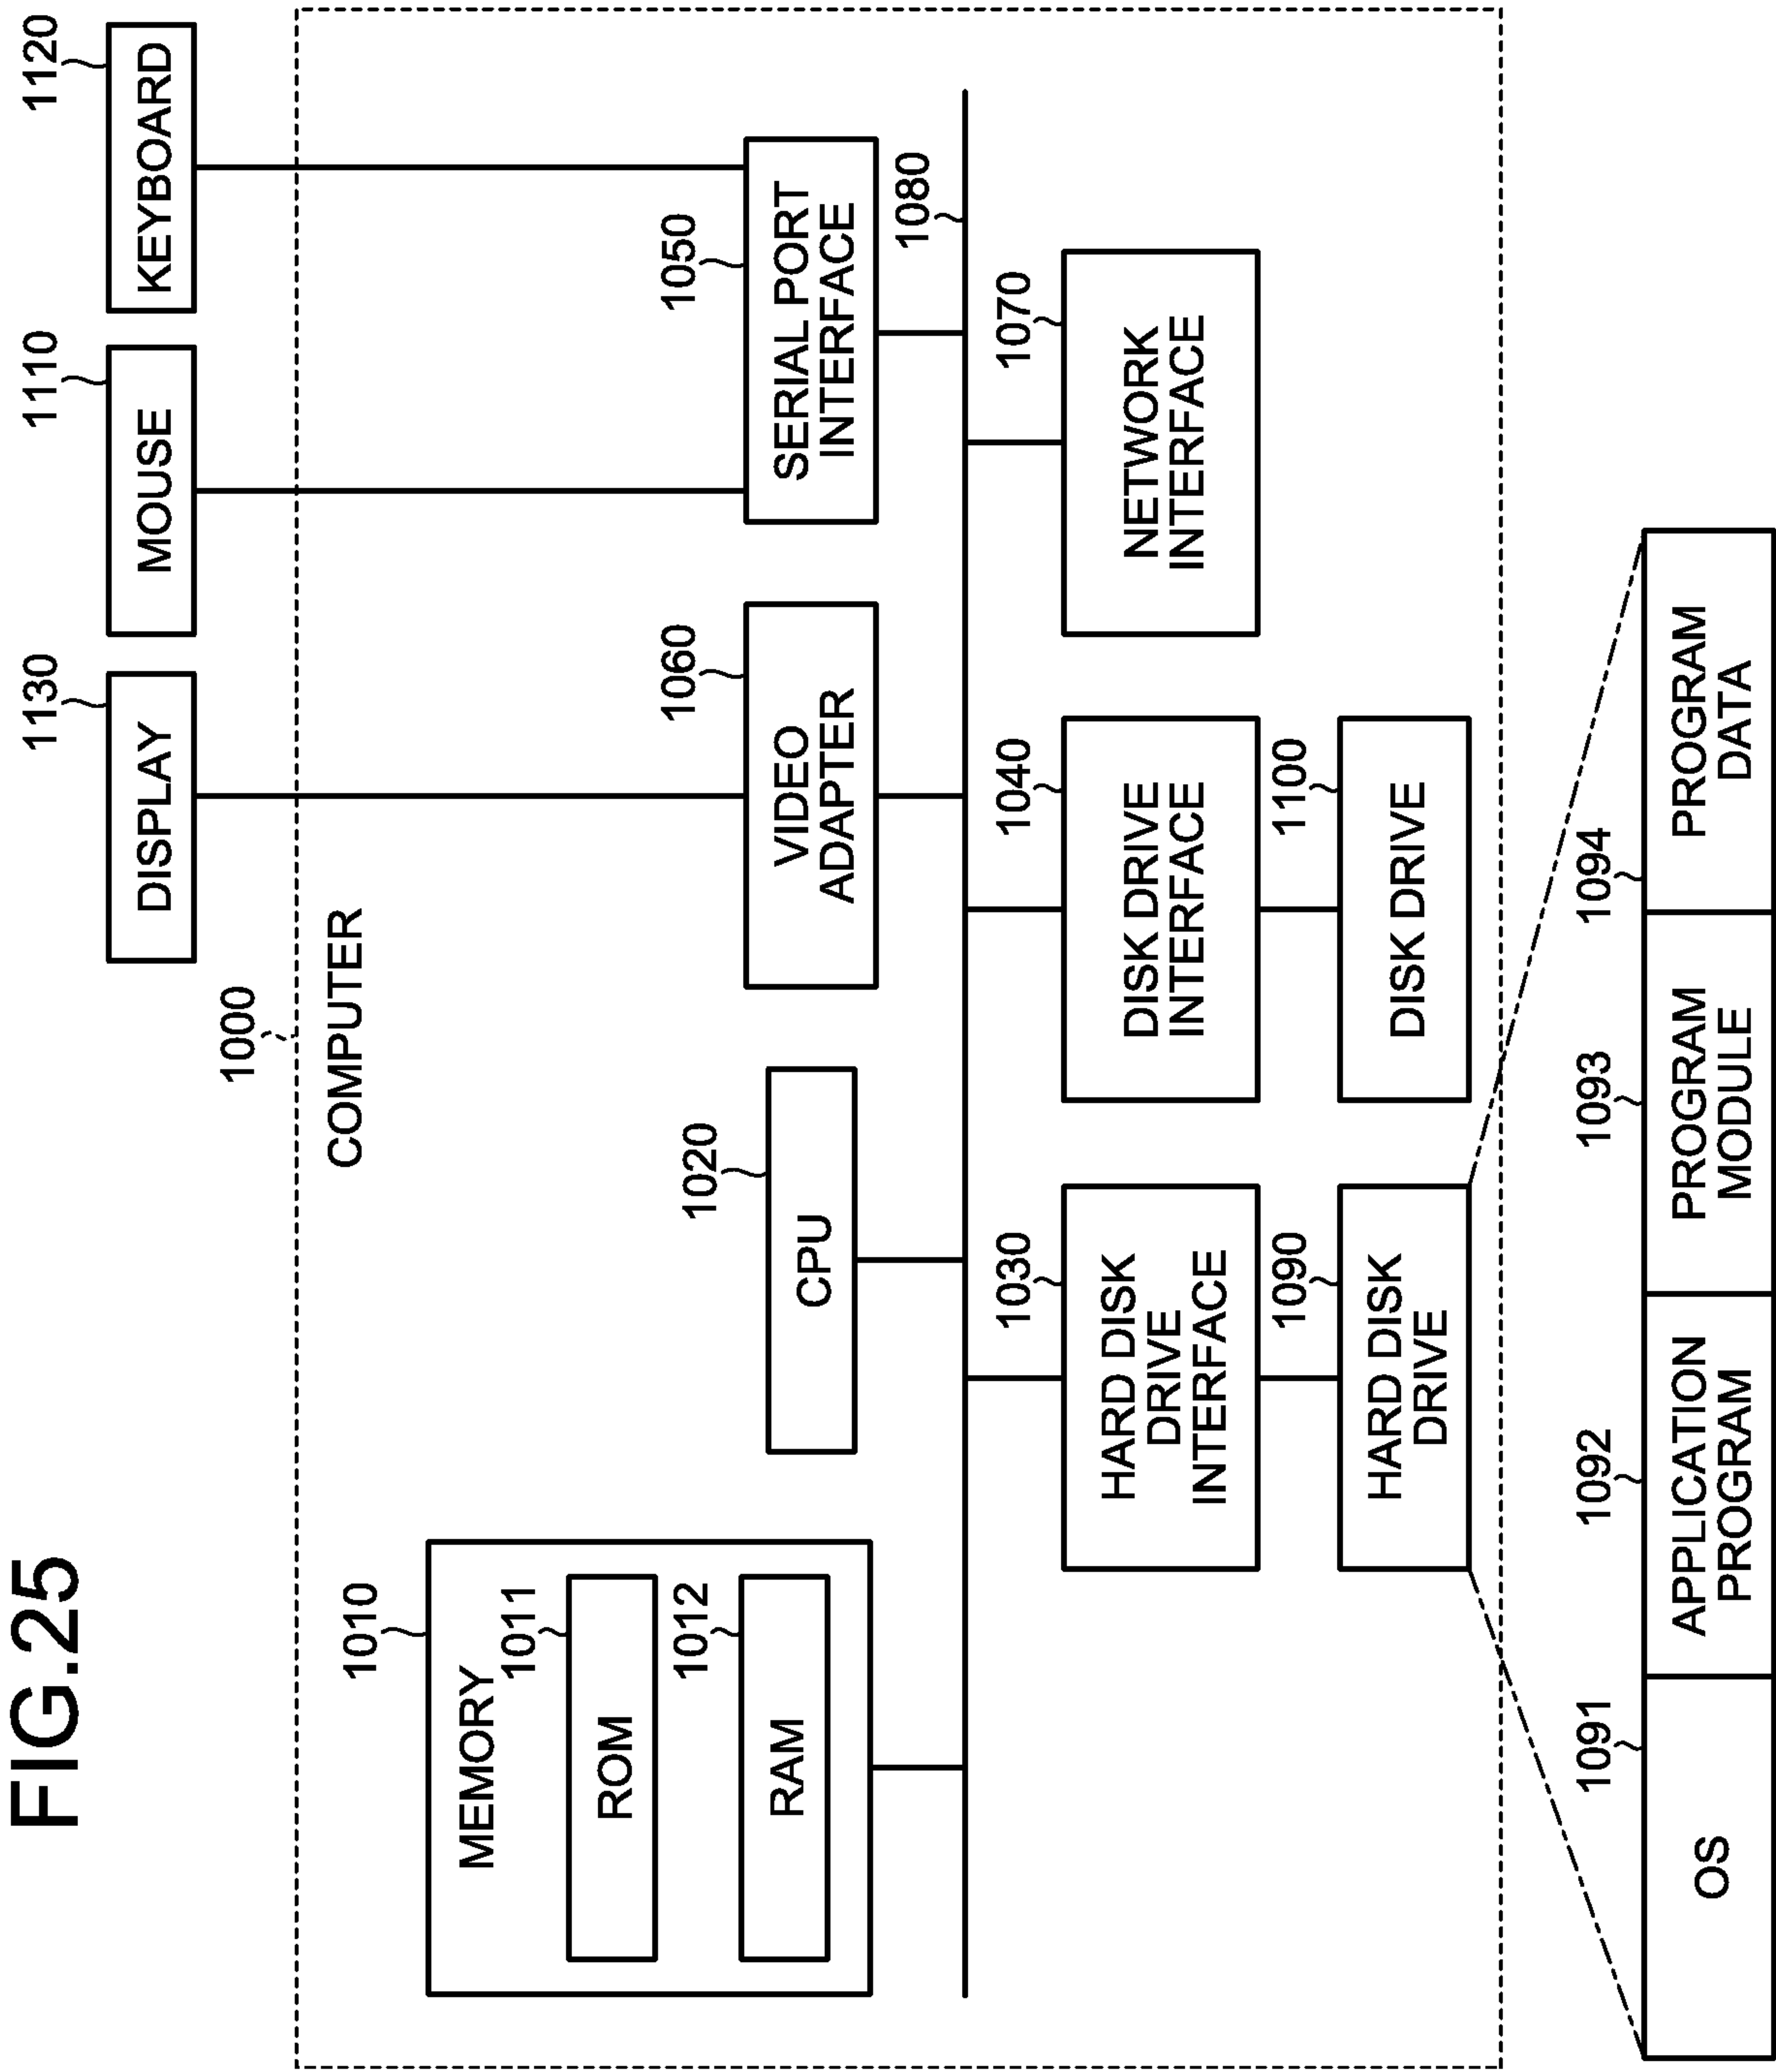 FIG.25
1000
COMPUTER
1130
DISPLAY
1110
MOUSE
1120
KEYBOARD
1010
MEMORY
1011
ROM
1012
RAM
1020
CPU
1060
VIDEO
ADAPTER
1050
SERIAL PORT
INTERFACE
1080
1030
HARD DISK
DRIVE
INTERFACE
1040
DISK DRIVE
INTERFACE
1070
NETWORK
INTERFACE
1090
HARD DISK
DRIVE
1100
DISK DRIVE
1091
OS
1092
APPLICATION
PROGRAM
1093
PROGRAM
MODULE
1094
PROGRAM
DATA